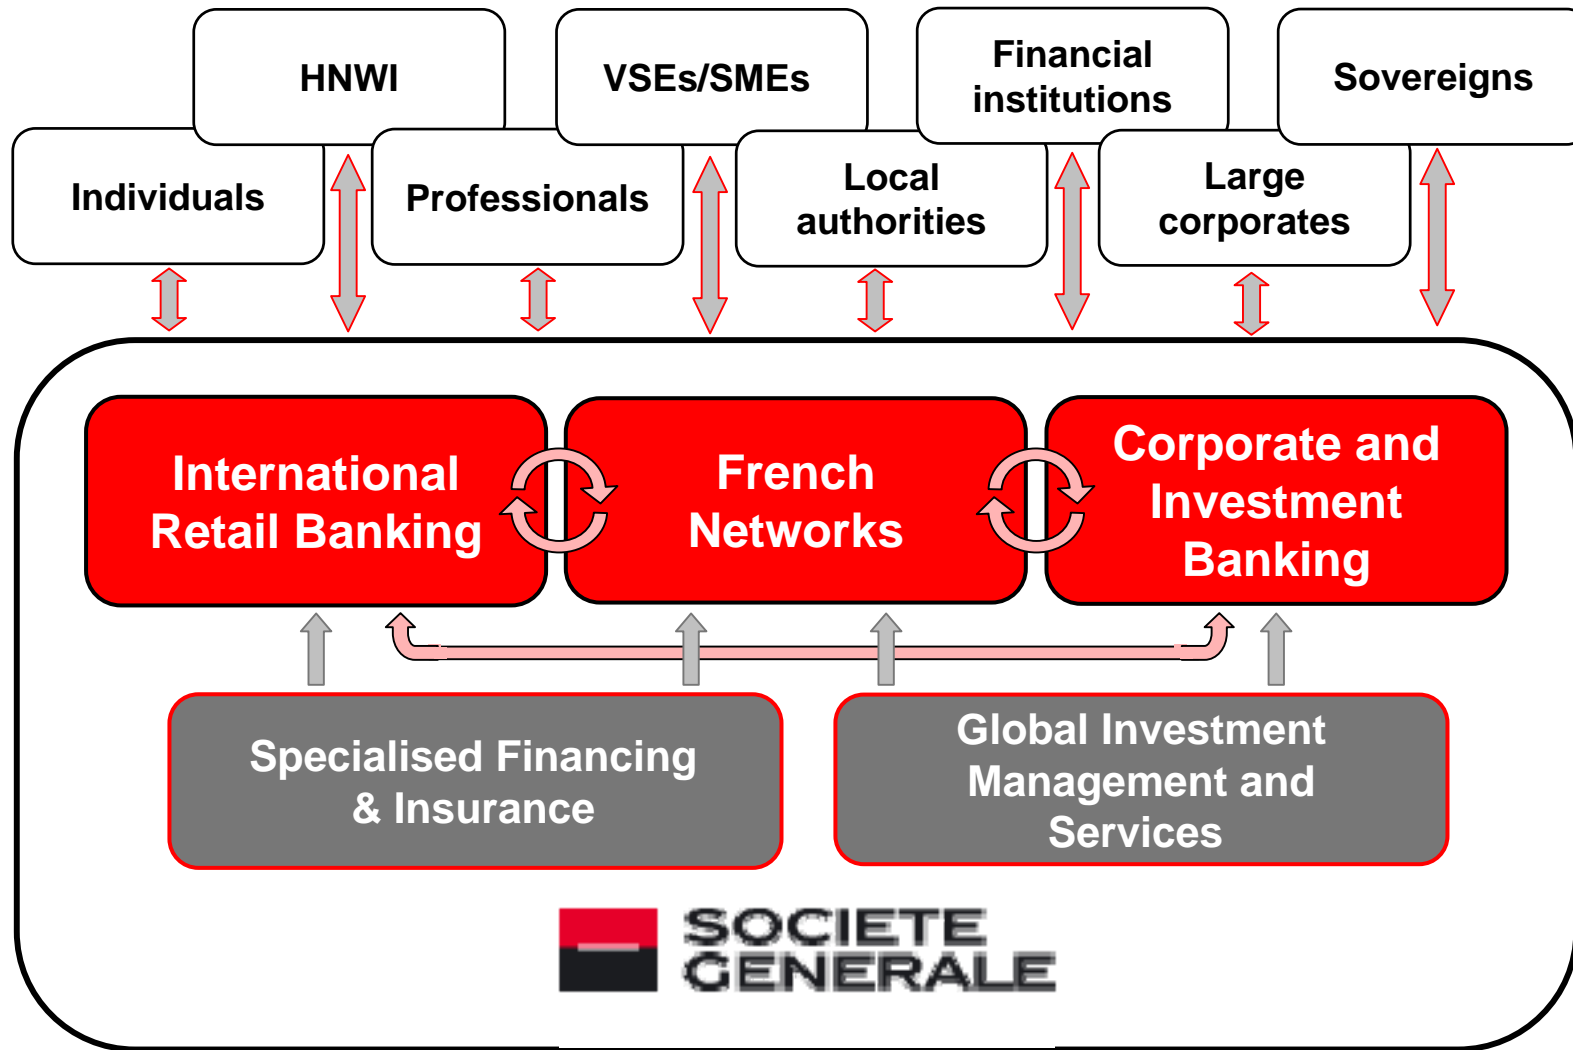 HNWI
VSEs/SMEs
Financial
institutions
Sovereigns
Individuals
Professionals
Local
authorities
Large
corporates
International
Retail Banking
French
Networks
Corporate and
Investment
Banking
Specialised Financing
& Insurance
Global Investment
Management and
Services
SOCIETE
GENERALE